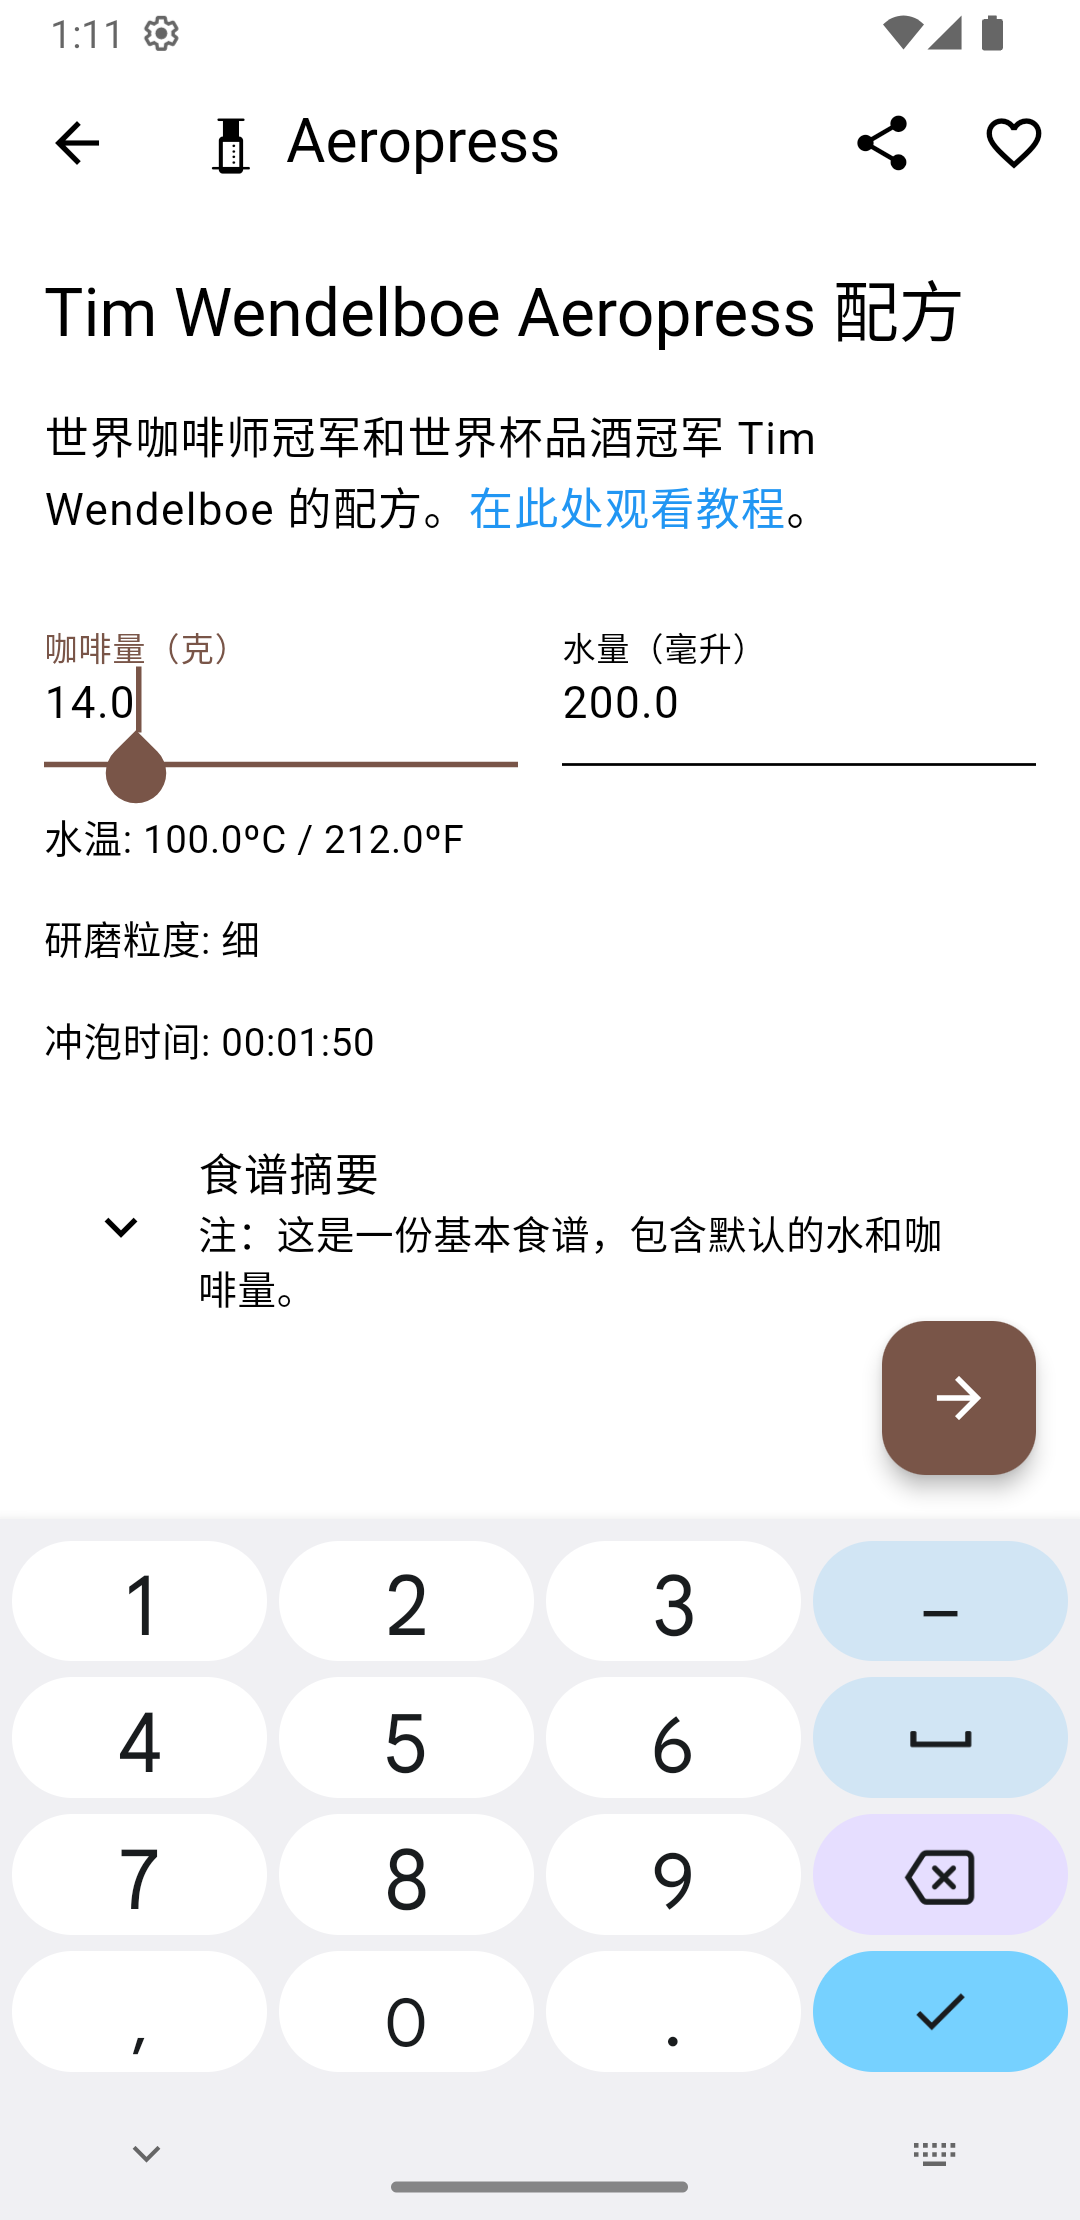 1:11
Aeropress
Tim Wendelboe Aeropress 配方
世界咖啡师冠军和世界杯品酒冠军 Tim
Wendelboe 的配方。在此处观看教程。
咖啡量（克）
水量（毫升）
14.0
200.0
水温: 100.0ºC / 212.0ºF
研磨粒度: 细
冲泡时间: 00:01:50
食谱摘要
注：这是一份基本食谱，包含默认的水和咖
啡量。
1 2 3 –
4 5 6
7 8 9
, 0 .